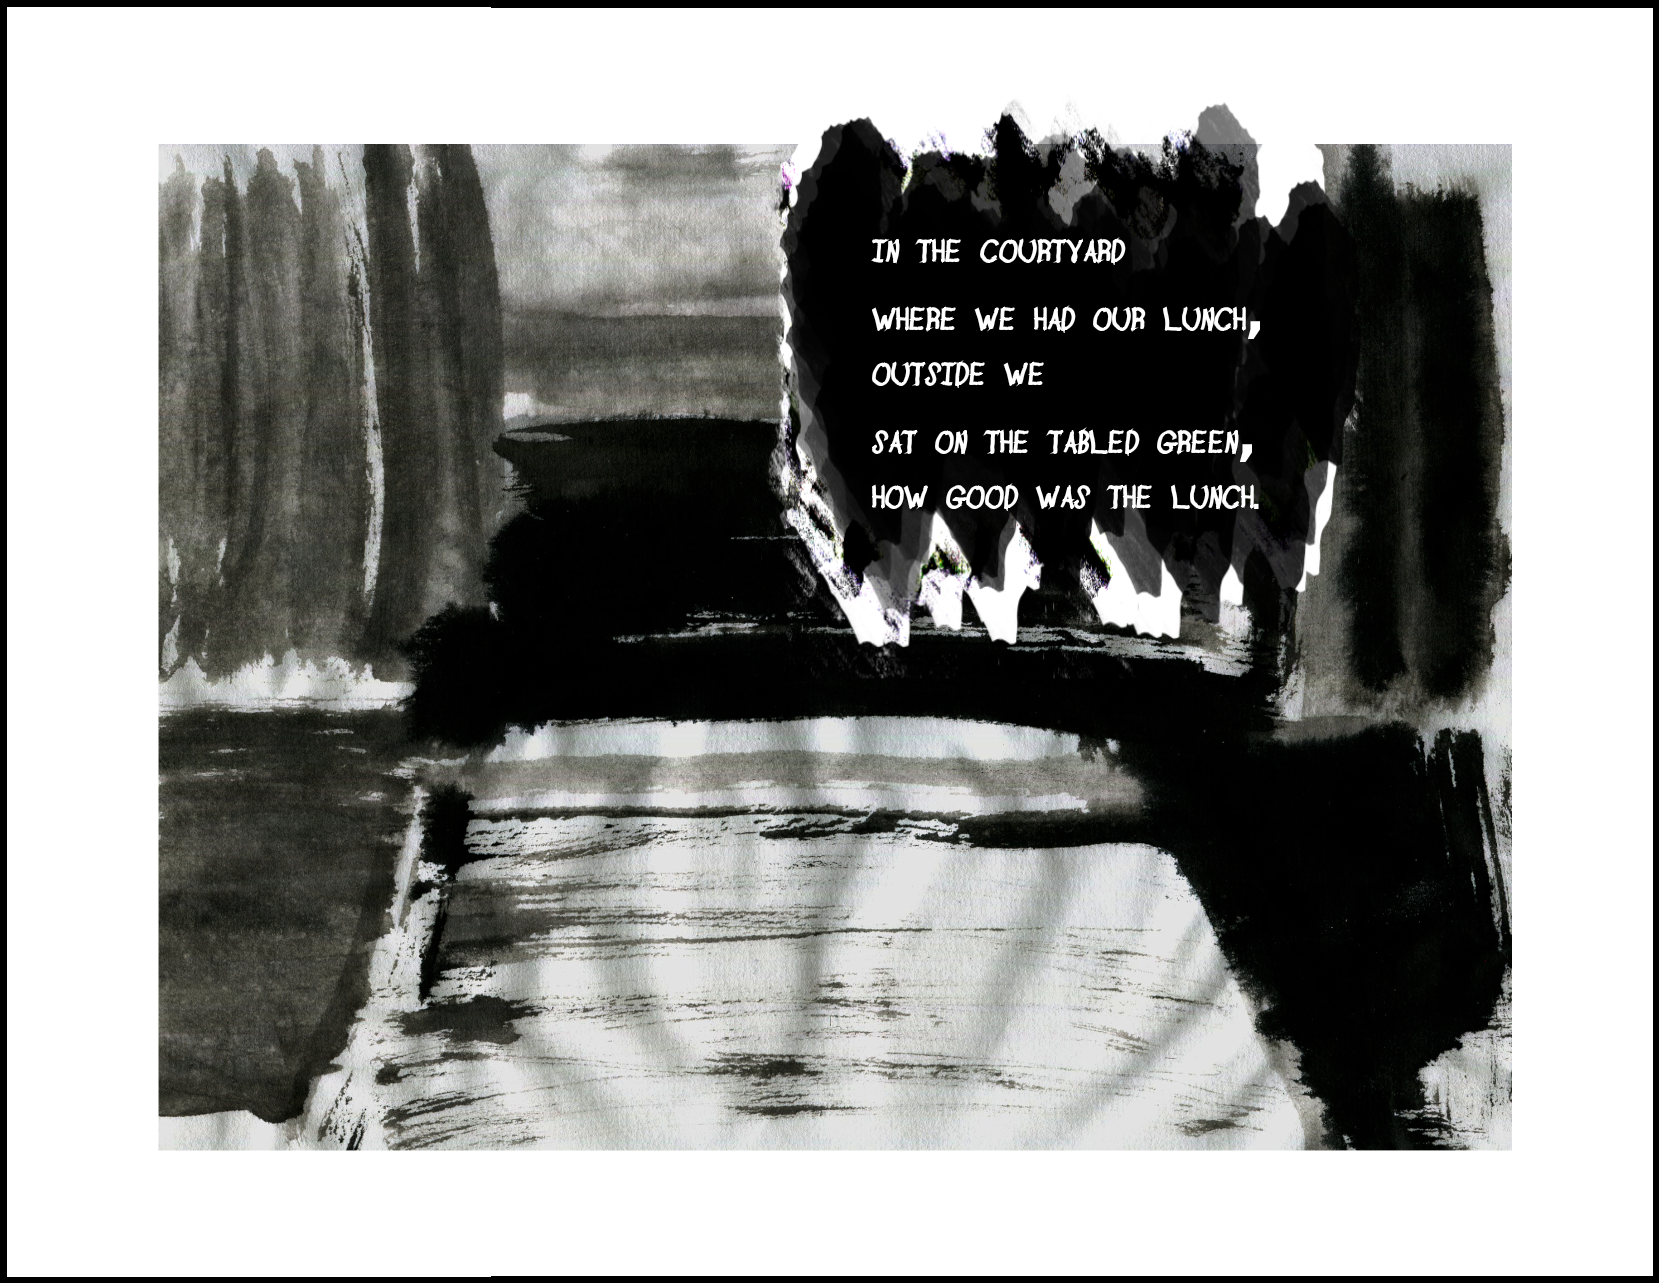 IN THE COURTYARD
WHERE WE HAD OUR LUNCH,
OUTSIDE WE
SAT ON THE TABLED GREEN,
HOW GOOD WAS THE LUNCH.